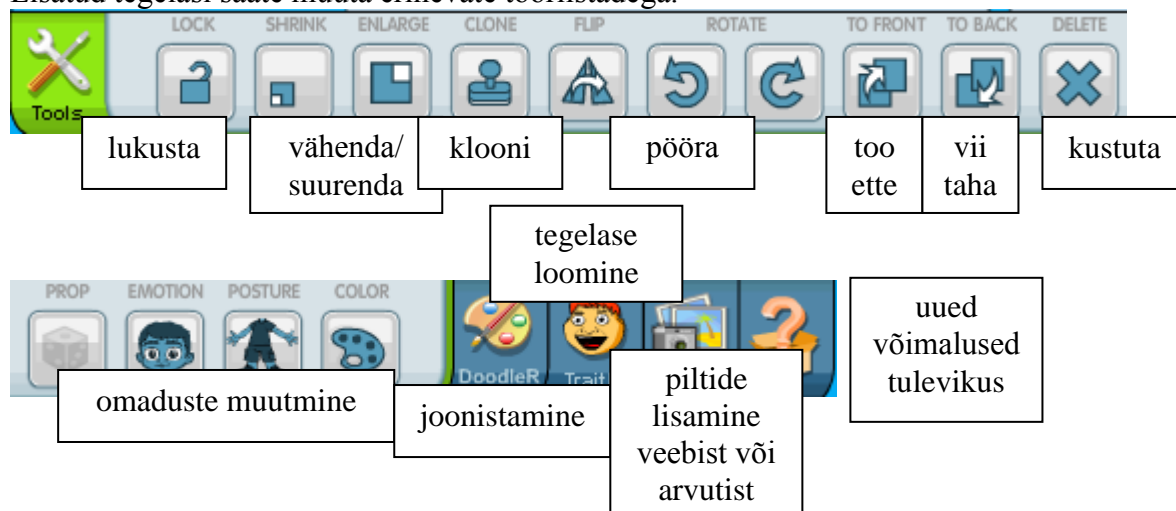 Lisatud tegelasi saate muuta erinevate tööriistadega.
LOCK SHRINK ENLARGE CLONE FLIP ROTATE TO FRONT TO BACK DELETE
Tools
lukusta
vähenda/
suurenda
klooni
pööra
too
ette
vii
taha
kustuta
tegelase
loomine
PROP EMOTION POSTURE COLOR
DoodleR
Trait
omaduste muutmine
joonistamine
piltide
lisamine
veebist või
arvutist
uued
võimalused
tulevikus